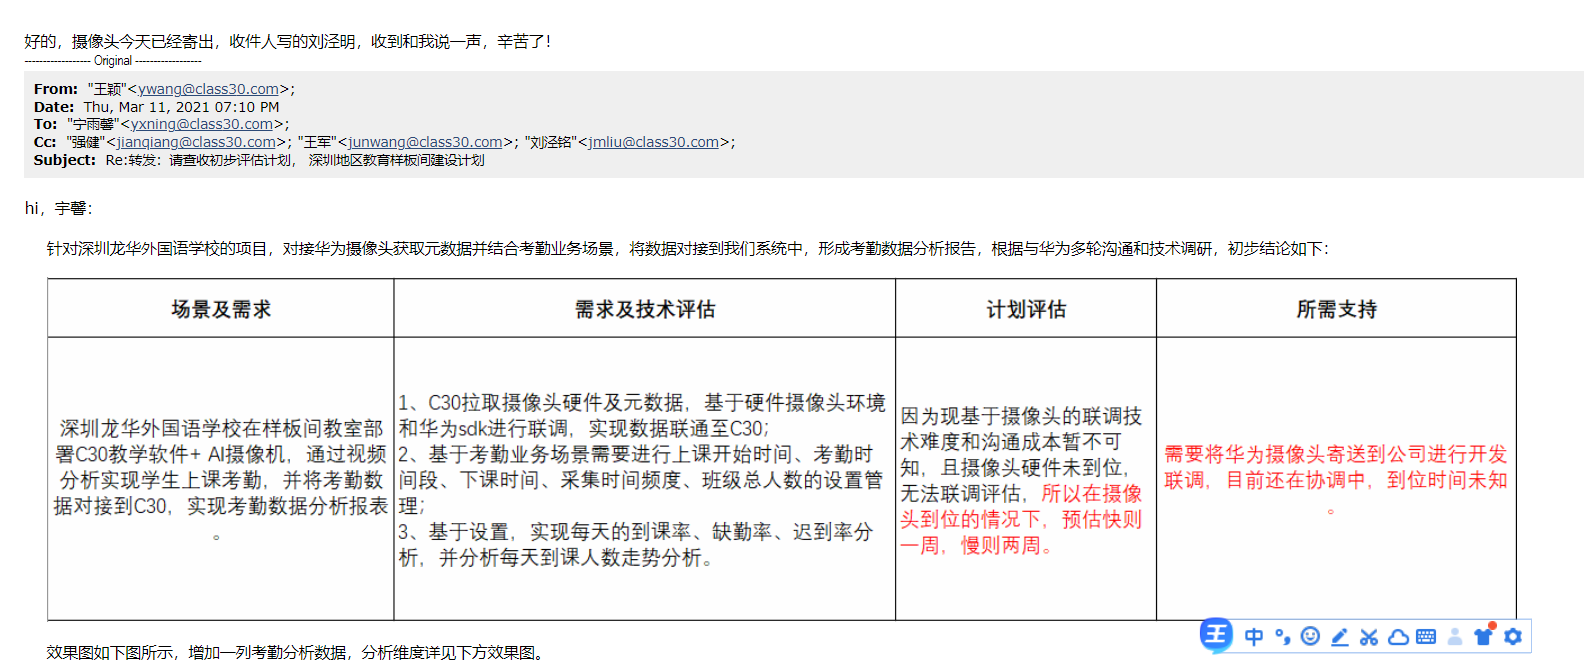 好的，摄像头今天已经寄出，收件人写的刘泾明，收到和我说一声，辛苦了！
------------------ Original ------------------
From: "王颖"<ywang@class30.com>;
Date: Thu, Mar 11, 2021 07:10 PM
To: "宁雨馨"<yxning@class30.com>;
Cc: "强健"<jianqiang@class30.com>; "王军"<junwang@class30.com>; "刘泾铭"<jmliu@class30.com>;
Subject: Re:转发：请查收初步评估计划， 深圳地区教育样板间建设计划
hi，宇馨：
针对深圳龙华外国语学校的项目，对接华为摄像头获取元数据并结合考勤业务场景，将数据对接到我们系统中，形成考勤数据分析报告，根据与华为多轮沟通和技术调研，初步结论如下：
场景及需求
需求及技术评估
计划评估
所需支持
深圳龙华外国语学校在样板间教室部
署C30教学软件+ AI摄像机，通过视频
分析实现学生上课考勤，并将考勤数
据对接到C30，实现考勤数据分析报表
。
1、C30拉取摄像头硬件及元数据，基于硬件摄像头环境
和华为sdk进行联调，实现数据联通至C30；
2、基于考勤业务场景需要进行上课开始时间、考勤时
间段、下课时间、采集时间频度、班级总人数的设置管
理；
3、基于设置，实现每天的到课率、缺勤率、迟到率分
析，并分析每天到课人数走势分析。
因为现基于摄像头的联调技
术难度和沟通成本暂不可
知，且摄像头硬件未到位，
无法联调评估，所以在摄像
头到位的情况下，预估快则
一周，慢则两周。
需要将华为摄像头寄送到公司进行开发
联调，目前还在协调中，到位时间未知
。
效果图如下图所示，增加一列考勤分析数据，分析维度详见下方效果图。
王 中